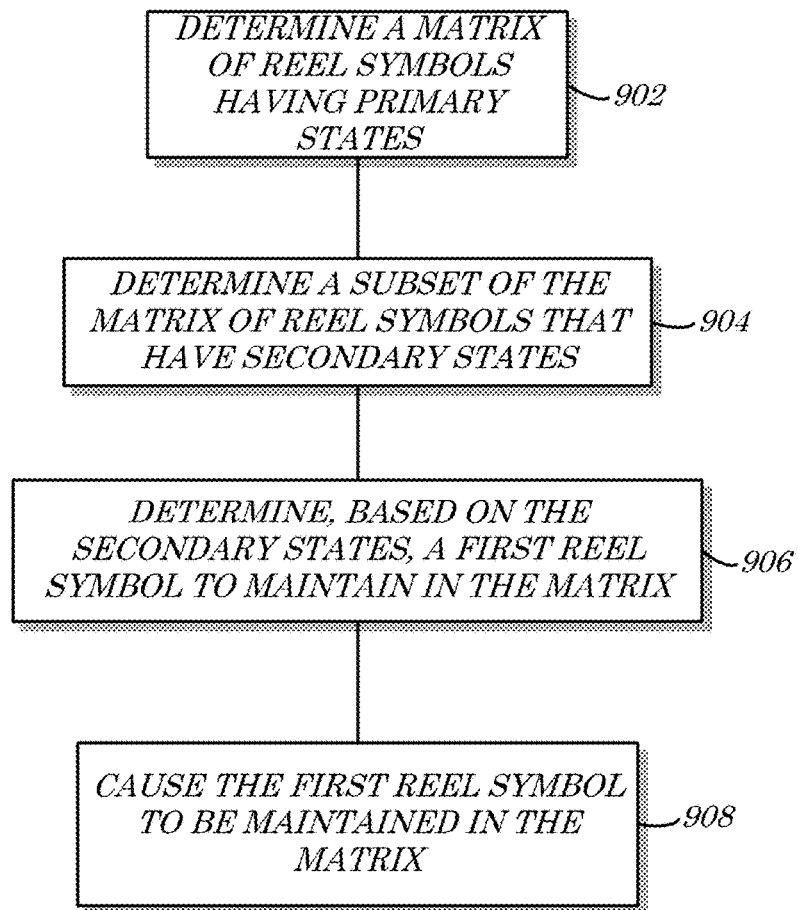 DETERMINE A MATRIX
OF REEL SYMBOLS
HAVING PRIMARY
STATES
902
DETERMINE A SUBSET OF THE
MATRIX OF REEL SYMBOLS THAT
HAVE SECONDARY STATES
904
DETERMINE, BASED ON THE
SECONDARY STATES, A FIRST REEL
SYMBOL TO MAINTAIN IN THE MATRIX
906
CAUSE THE FIRST REEL SYMBOL
TO BE MAINTAINED IN THE
MATRIX
908